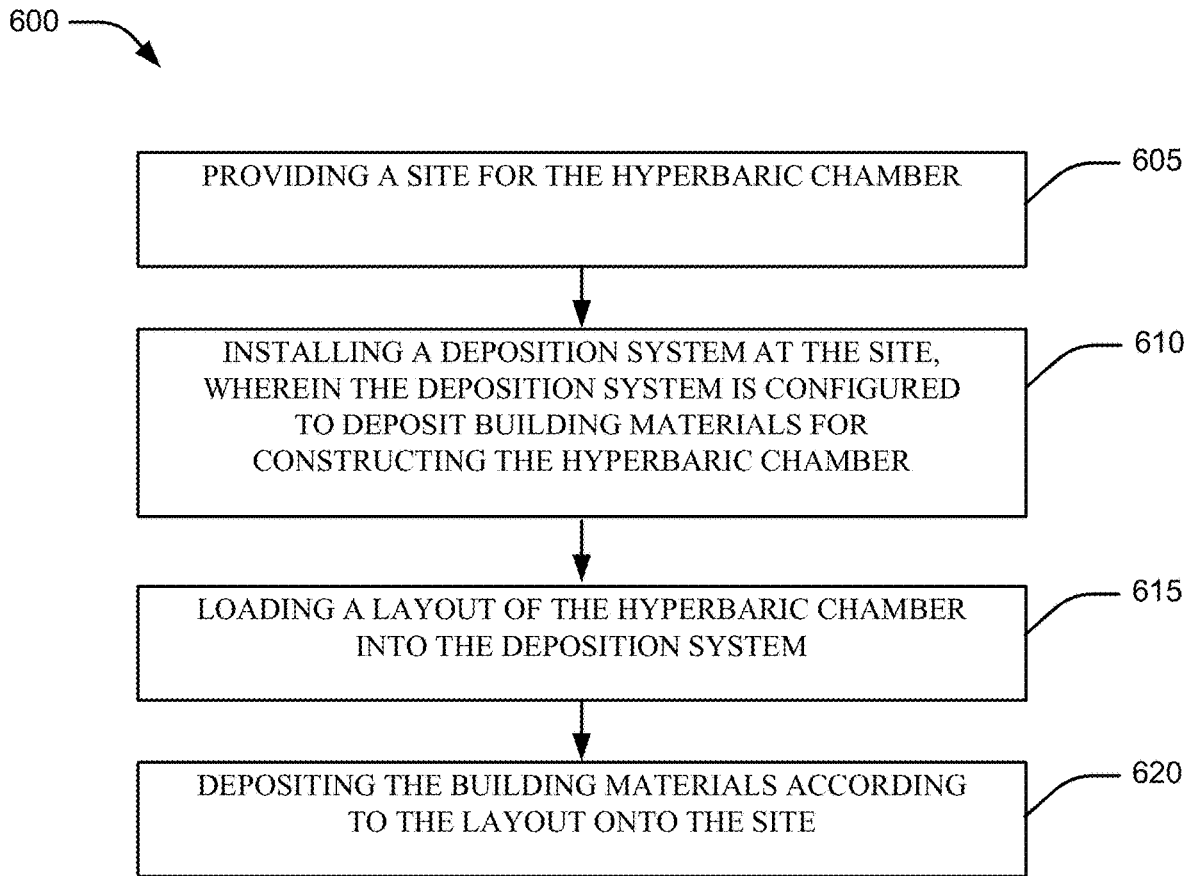 600
PROVIDING A SITE FOR THE HYPERBARIC CHAMBER
605
INSTALLING A DEPOSITION SYSTEM AT THE SITE,
WHEREIN THE DEPOSITION SYSTEM IS CONFIGURED
TO DEPOSIT BUILDING MATERIALS FOR
CONSTRUCTING THE HYPERBARIC CHAMBER
610
LOADING A LAYOUT OF THE HYPERBARIC CHAMBER
INTO THE DEPOSITION SYSTEM
615
DEPOSITING THE BUILDING MATERIALS ACCORDING
TO THE LAYOUT ONTO THE SITE
620